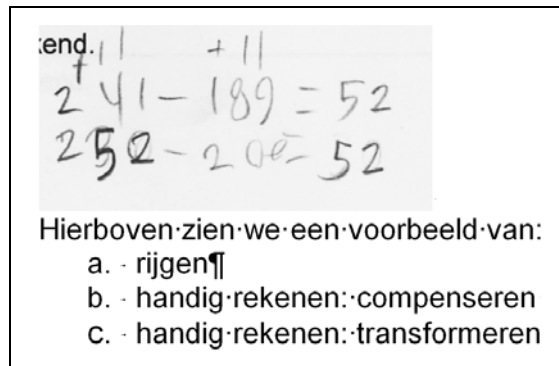 kend. +11 +11
241 - 189 = 52
252 - 200 = 52
Hierboven·zien·we·een·voorbeeld·van:
a. · rijgen¶
b. · handig·rekenen:·compenseren
c. · handig·rekenen:·transformeren